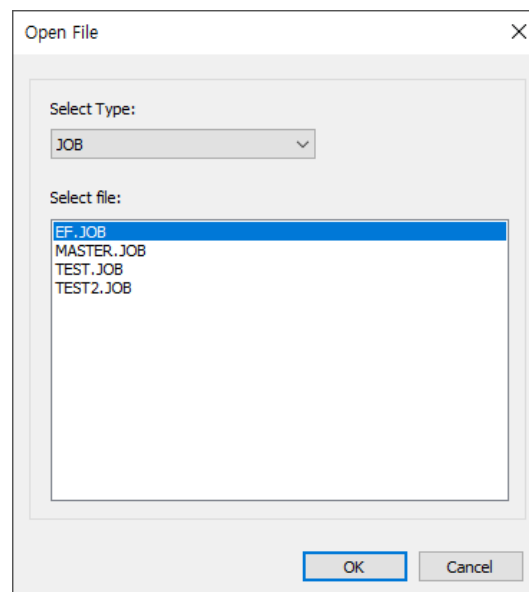 Open File
Select Type:
JOB
Select file:
EF.JOB
MASTER.JOB
TEST.JOB
TEST2.JOB
OK
Cancel